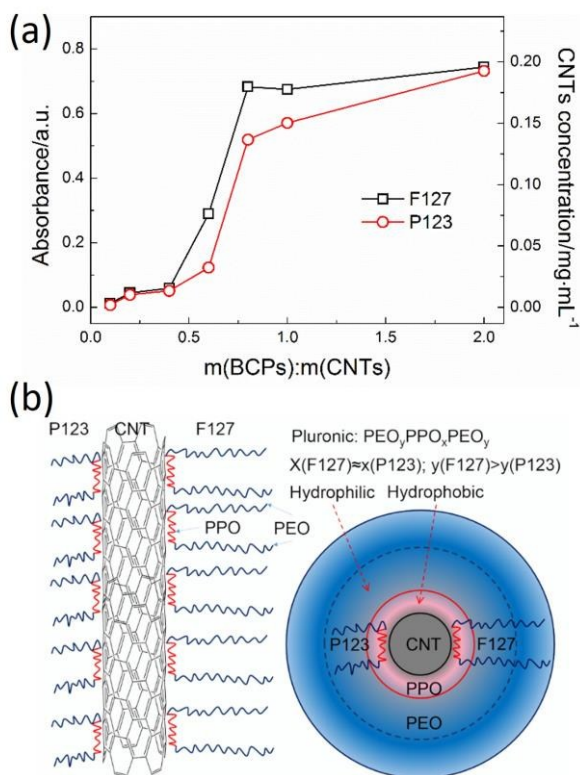 (a)
Absorbance/a.u.
0.8
0.6
0.4
0.2
0.0
0.20
0.15
0.10
0.05
0.00
CNTs concentration/mg·mL⁻¹
F127
P123
0.0 0.5 1.0 1.5 2.0
m(BCPs):m(CNTs)
(b)
P123 CNT F127
PPO
PEO
Pluronic: PEOᵧPPOₓPEOᵧ
X(F127)≈x(P123); y(F127)>y(P123)
Hydrophilic Hydrophobic
P123 CNT F127
PPO
PEO